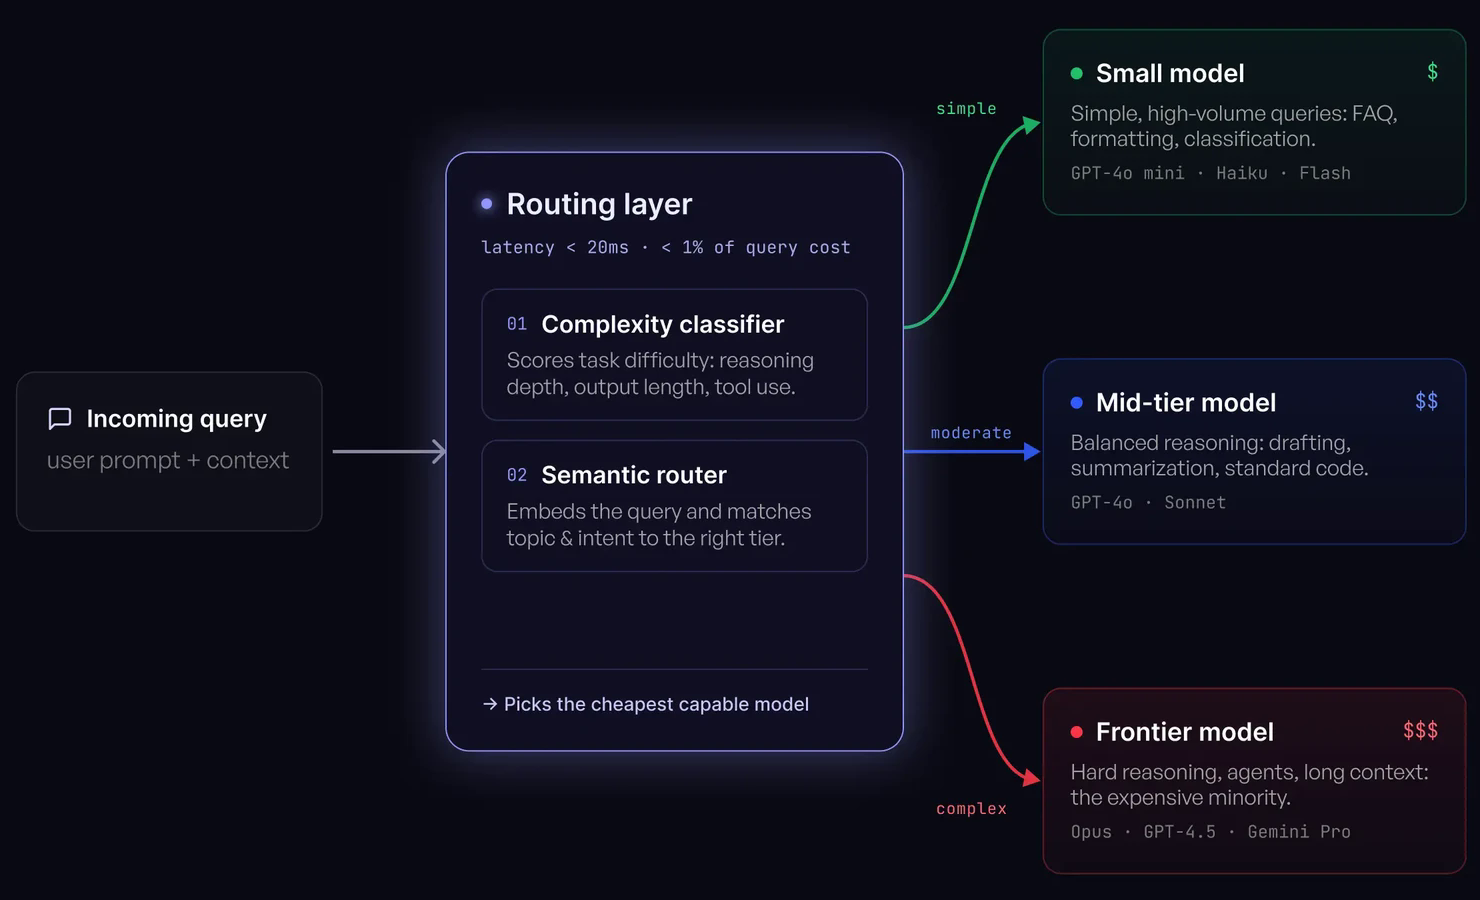 Incoming query
user prompt + context
Routing layer
latency < 20ms · < 1% of query cost
01 Complexity classifier
Scores task difficulty: reasoning
depth, output length, tool use.
02 Semantic router
Embeds the query and matches
topic & intent to the right tier.
→ Picks the cheapest capable model
simple
Small model $
Simple, high-volume queries: FAQ,
formatting, classification.
GPT-4o mini · Haiku · Flash
moderate
Mid-tier model $$
Balanced reasoning: drafting,
summarization, standard code.
GPT-4o · Sonnet
complex
Frontier model $$$
Hard reasoning, agents, long context:
the expensive minority.
Opus · GPT-4.5 · Gemini Pro